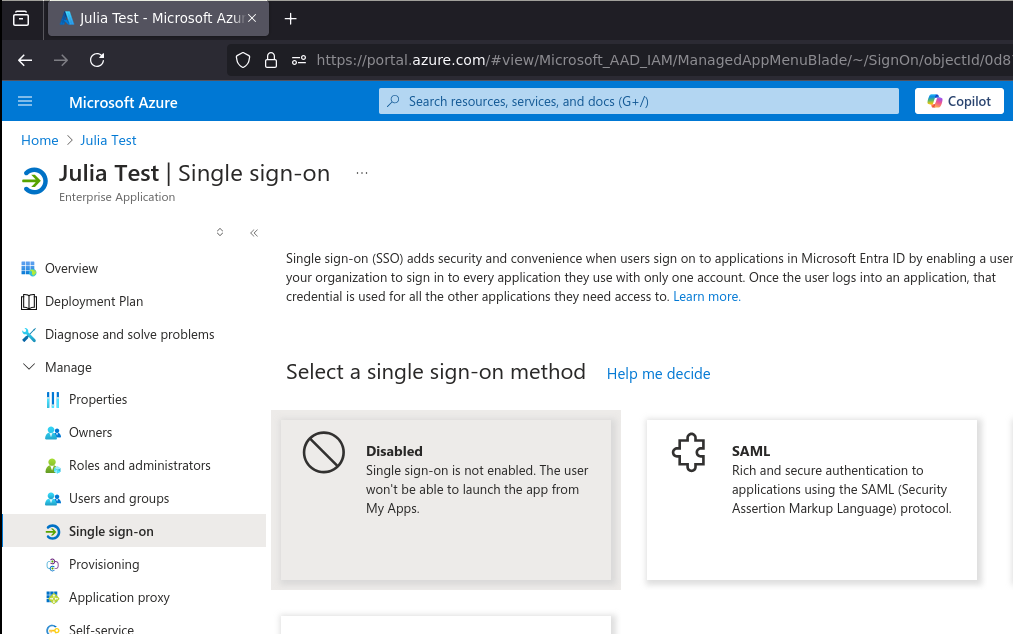 Julia Test - Microsoft Azu
https://portal.azure.com/#view/Microsoft_AAD_IAM/ManagedAppMenuBlade/~/SignOn/objectId/0d8
Microsoft Azure
Search resources, services, and docs (G+/)
Copilot
Home > Julia Test
Julia Test | Single sign-on ...
Enterprise Application
Overview
Deployment Plan
Diagnose and solve problems
Manage
Properties
Owners
Roles and administrators
Users and groups
Single sign-on
Provisioning
Application proxy
Self-service
Single sign-on (SSO) adds security and convenience when users sign on to applications in Microsoft Entra ID by enabling a user
your organization to sign in to every application they use with only one account. Once the user logs into an application, that
credential is used for all the other applications they need access to. Learn more.
Select a single sign-on method Help me decide
Disabled
Single sign-on is not enabled. The user
won't be able to launch the app from
My Apps.
SAML
Rich and secure authentication to
applications using the SAML (Security
Assertion Markup Language) protocol.